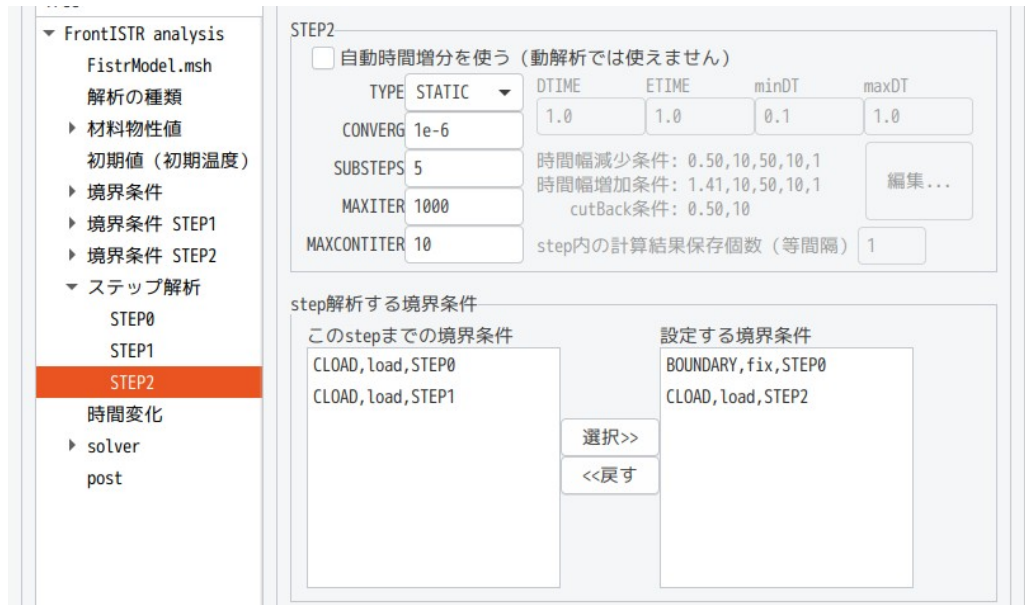 FrontISTR analysis
FistrModel.msh
解析の種類
材料物性値
初期値（初期温度）
境界条件
境界条件 STEP1
境界条件 STEP2
ステップ解析
STEP0
STEP1
STEP2
時間変化
solver
post
STEP2
自動時間増分を使う（動解析では使えません）
TYPE STATIC
CONVERG 1e-6
SUBSTEPS 5
MAXITER 1000
MAXCONTITER 10
DTIME ETIME minDT maxDT
1.0 1.0 0.1 1.0
時間幅減少条件: 0.50,10,50,10,1
時間幅増加条件: 1.41,10,50,10,1
cutBack条件: 0.50,10
編集...
step内の計算結果保存個数（等間隔） 1
step解析する境界条件
このstepまでの境界条件
CLOAD,load,STEP0
CLOAD,load,STEP1
選択>>
<<戻す
設定する境界条件
BOUNDARY,fix,STEP0
CLOAD,load,STEP2